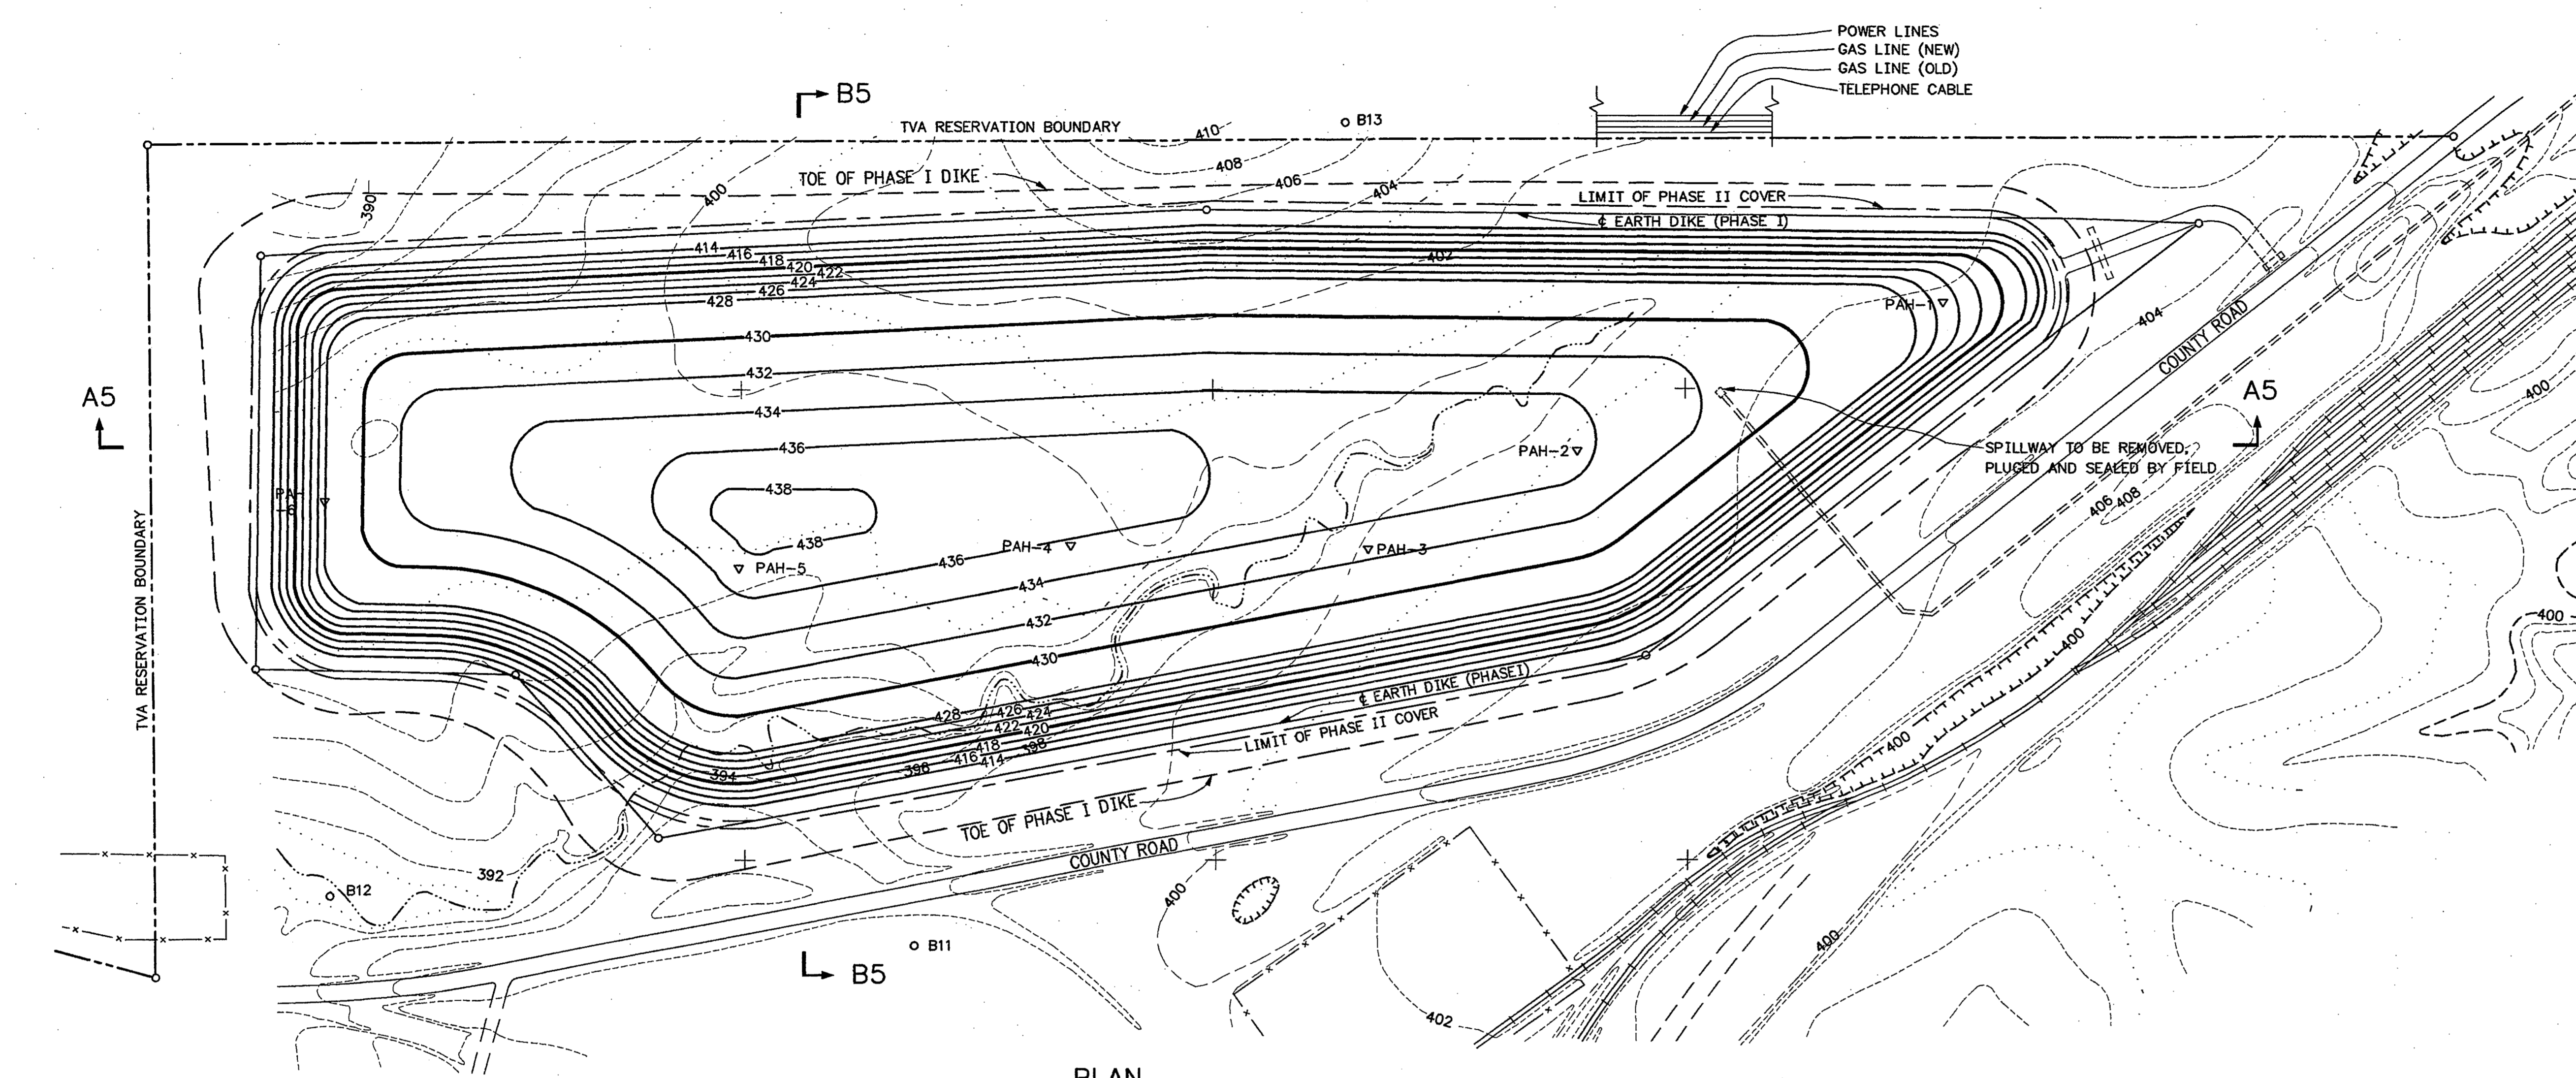 POWER LINES
GAS LINE (NEW)
GAS LINE (OLD)
TELEPHONE CABLE
B5
TVA RESERVATION BOUNDARY
B13
410
408
406
404
400
390
TOE OF PHASE I DIKE
LIMIT OF PHASE II COVER
℄ EARTH DIKE (PHASE I)
414
416
418
420
422
424
426
428
402
PAH-1
404
COUNTY ROAD
430
432
434
436
438
438
A5
A5
400
PAH-2
SPILLWAY TO BE REMOVED,
PLUGED AND SEALED BY FIELD
406
408
PAH
-6
TVA RESERVATION BOUNDARY
PAH-4
PAH-3
PAH-5
436
434
432
430
400
400
400
428
426
424
422
420
418
398
416
414
398
394
℄ EARTH DIKE (PHASEI)
LIMIT OF PHASE II COVER
TOE OF PHASE I DIKE
COUNTY ROAD
392
B12
400
B11
B5
400
402
PLAN